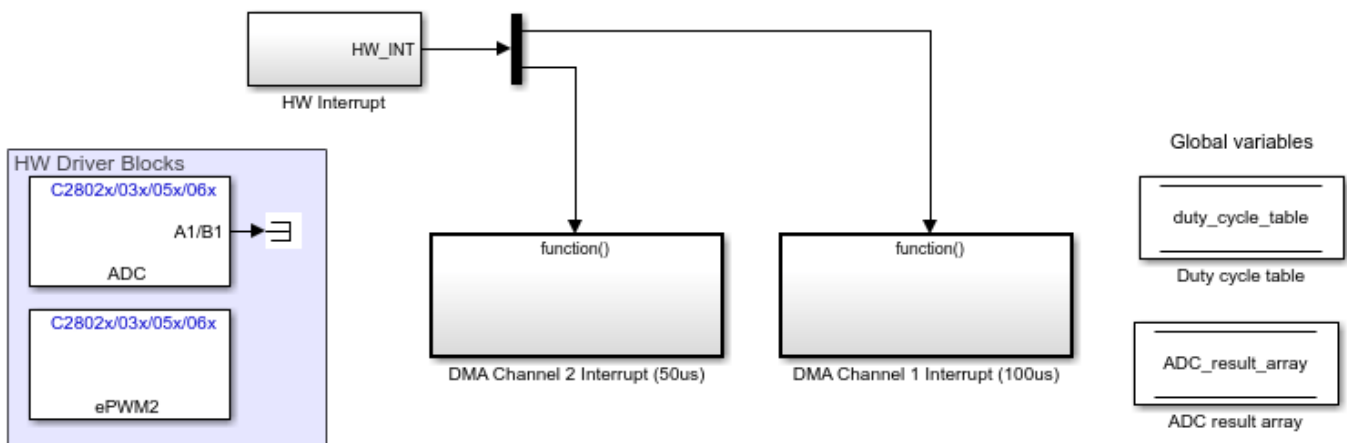 HW_INT
HW Interrupt
HW Driver Blocks
C2802x/03x/05x/06x
A1/B1
ADC
C2802x/03x/05x/06x
ePWM2
function()
DMA Channel 2 Interrupt (50us)
function()
DMA Channel 1 Interrupt (100us)
Global variables
duty_cycle_table
Duty cycle table
ADC_result_array
ADC result array